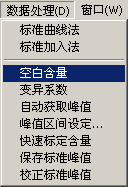 数据处理(D) 窗口(W)
标准曲线法
标准加入法
空白含量
变异系数
自动获取峰值
峰值区间设定...
快速标定含量
保存标准峰值
校正标准峰值